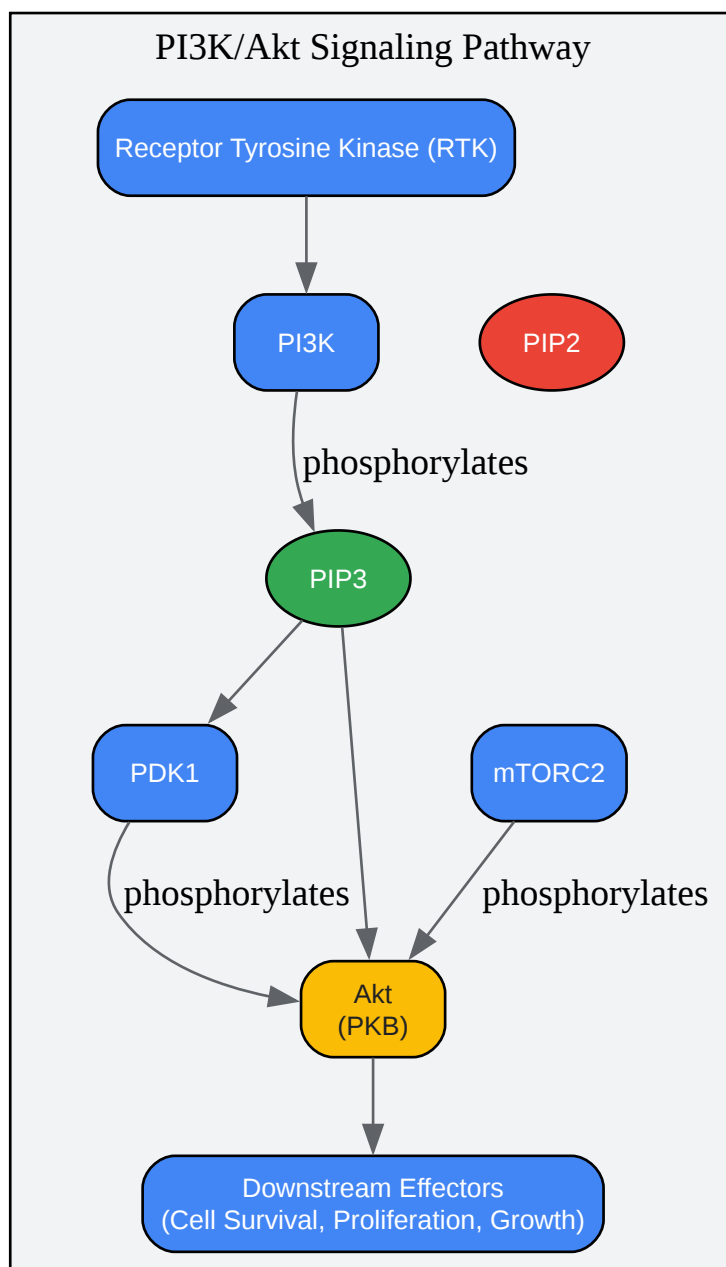 PI3K/Akt Signaling Pathway
Receptor Tyrosine Kinase (RTK)
PI3K
PIP2
phosphorylates
PIP3
PDK1
mTORC2
phosphorylates
phosphorylates
Akt
(PKB)
Downstream Effectors
(Cell Survival, Proliferation, Growth)